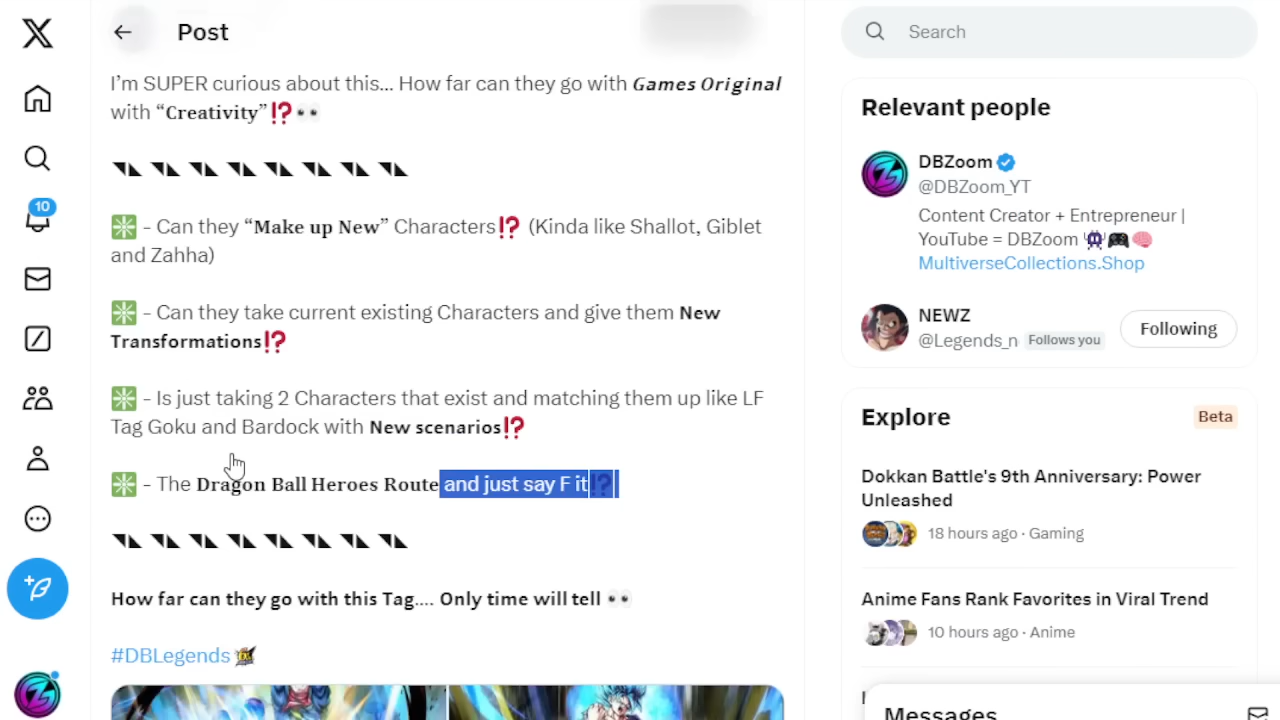 Post
I'm SUPER curious about this... How far can they go with Games Original
with “Creativity”⁉️👀
◥◣ ◥◣ ◥◣ ◥◣ ◥◣ ◥◣ ◥◣ ◥◣
❇️ - Can they “Make up New” Characters⁉️ (Kinda like Shallot, Giblet
and Zahha)
❇️ - Can they take current existing Characters and give them New
Transformations⁉️
❇️ - Is just taking 2 Characters that exist and matching them up like LF
Tag Goku and Bardock with New scenarios⁉️
❇️ - The Dragon Ball Heroes Route and just say F it⁉️
◥◣ ◥◣ ◥◣ ◥◣ ◥◣ ◥◣ ◥◣ ◥◣
How far can they go with this Tag.... Only time will tell 👀
#DBLegends
10
Search
Relevant people
DBZoom
@DBZoom_YT
Content Creator + Entrepreneur |
YouTube = DBZoom 👾🎮🧠
MultiverseCollections.Shop
NEWZ
@Legends_n Follows you
Following
Explore
Beta
Dokkan Battle's 9th Anniversary: Power
Unleashed
18 hours ago · Gaming
Anime Fans Rank Favorites in Viral Trend
10 hours ago · Anime
Messages